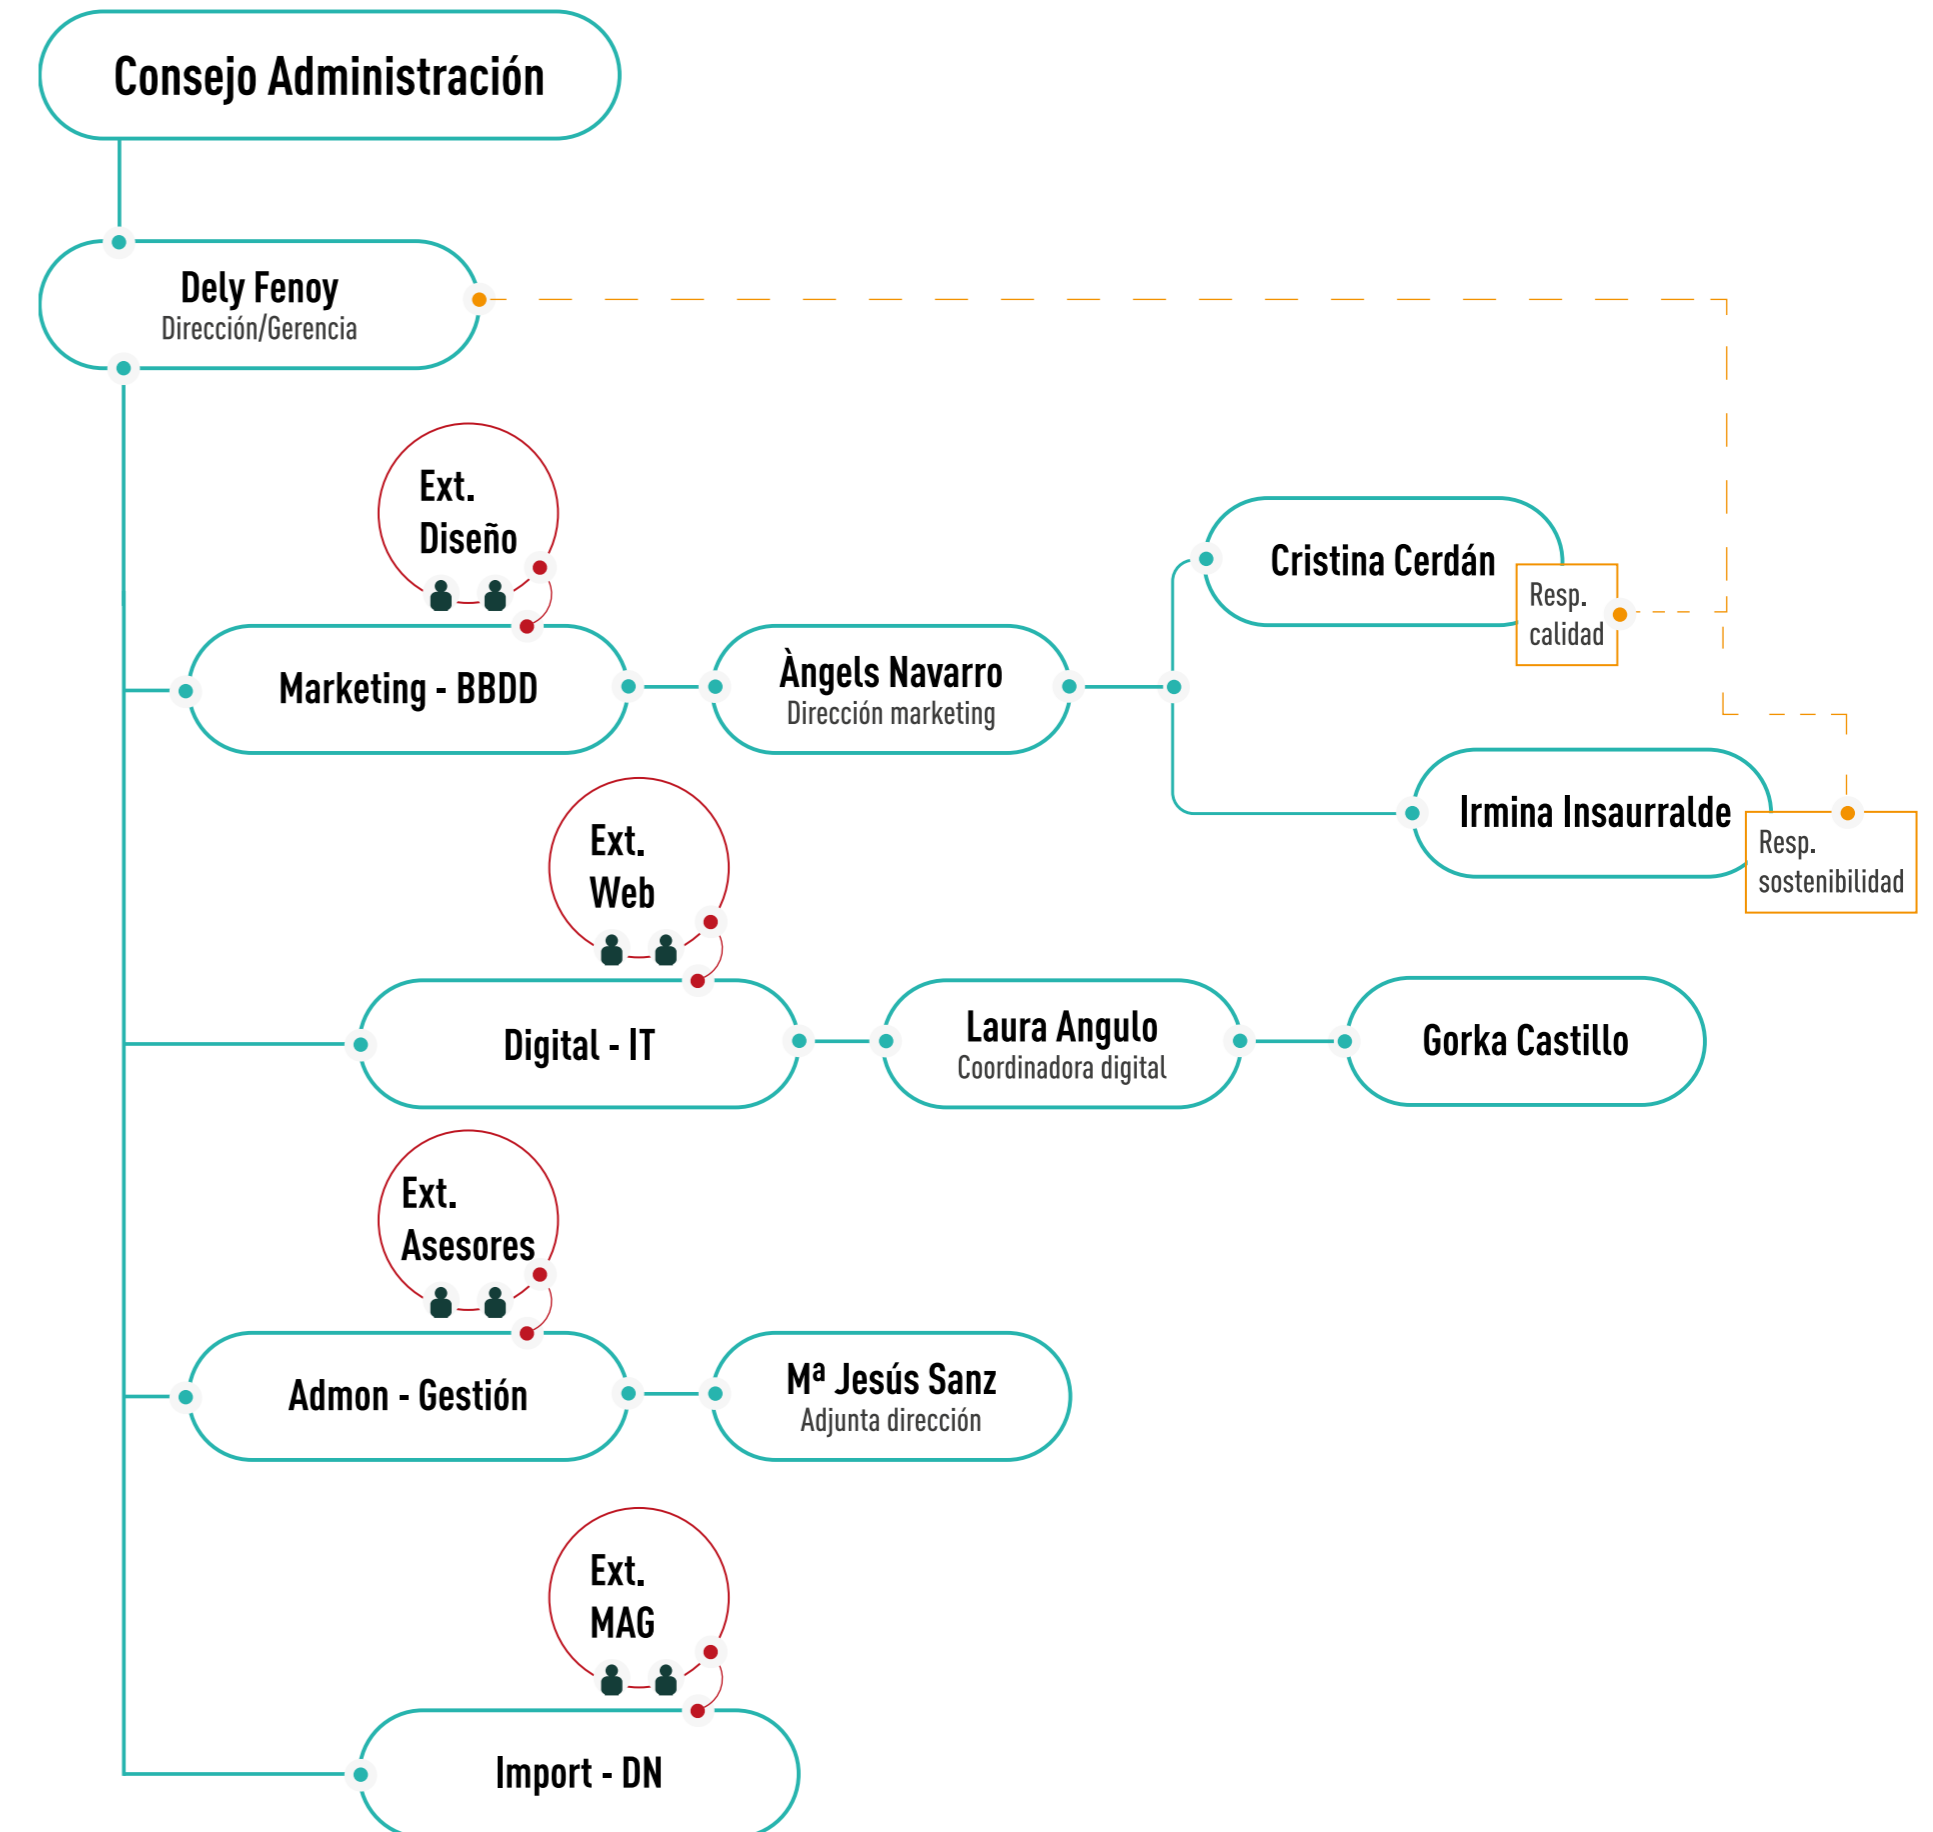 Consejo Administración
Dely Fenoy
Dirección/Gerencia
Ext.
Diseño
Marketing - BBDD
Àngels Navarro
Dirección marketing
Cristina Cerdán
Resp.
calidad
Irmina Insaurralde
Resp.
sostenibilidad
Ext.
Web
Digital - IT
Laura Angulo
Coordinadora digital
Gorka Castillo
Ext.
Asesores
Admon - Gestión
Mª Jesús Sanz
Adjunta dirección
Ext.
MAG
Import - DN